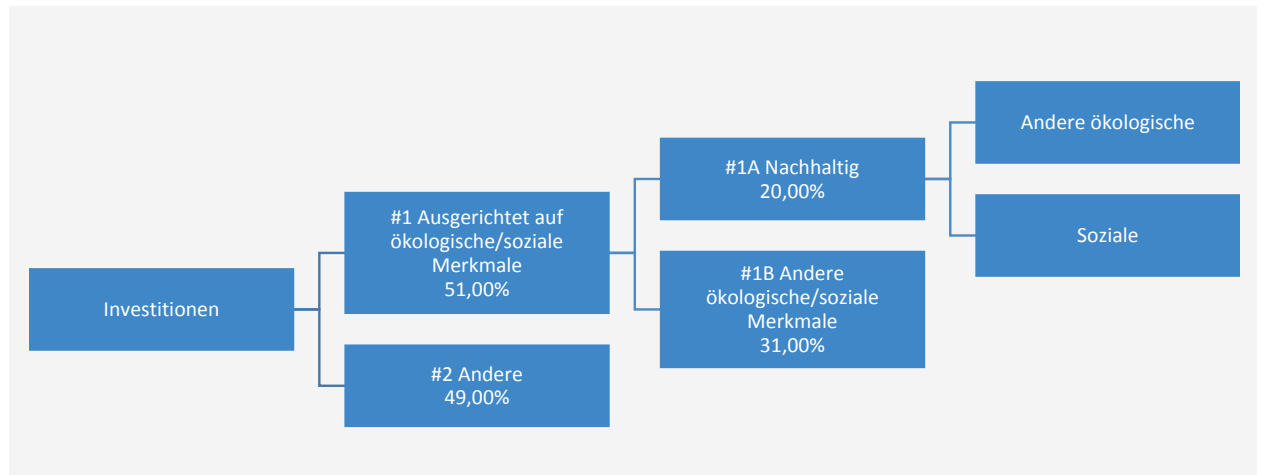 Investitionen
#1 Ausgerichtet auf
ökologische/soziale
Merkmale
51,00%
#2 Andere
49,00%
#1A Nachhaltig
20,00%
#1B Andere
ökologische/soziale
Merkmale
31,00%
Andere ökologische
Soziale